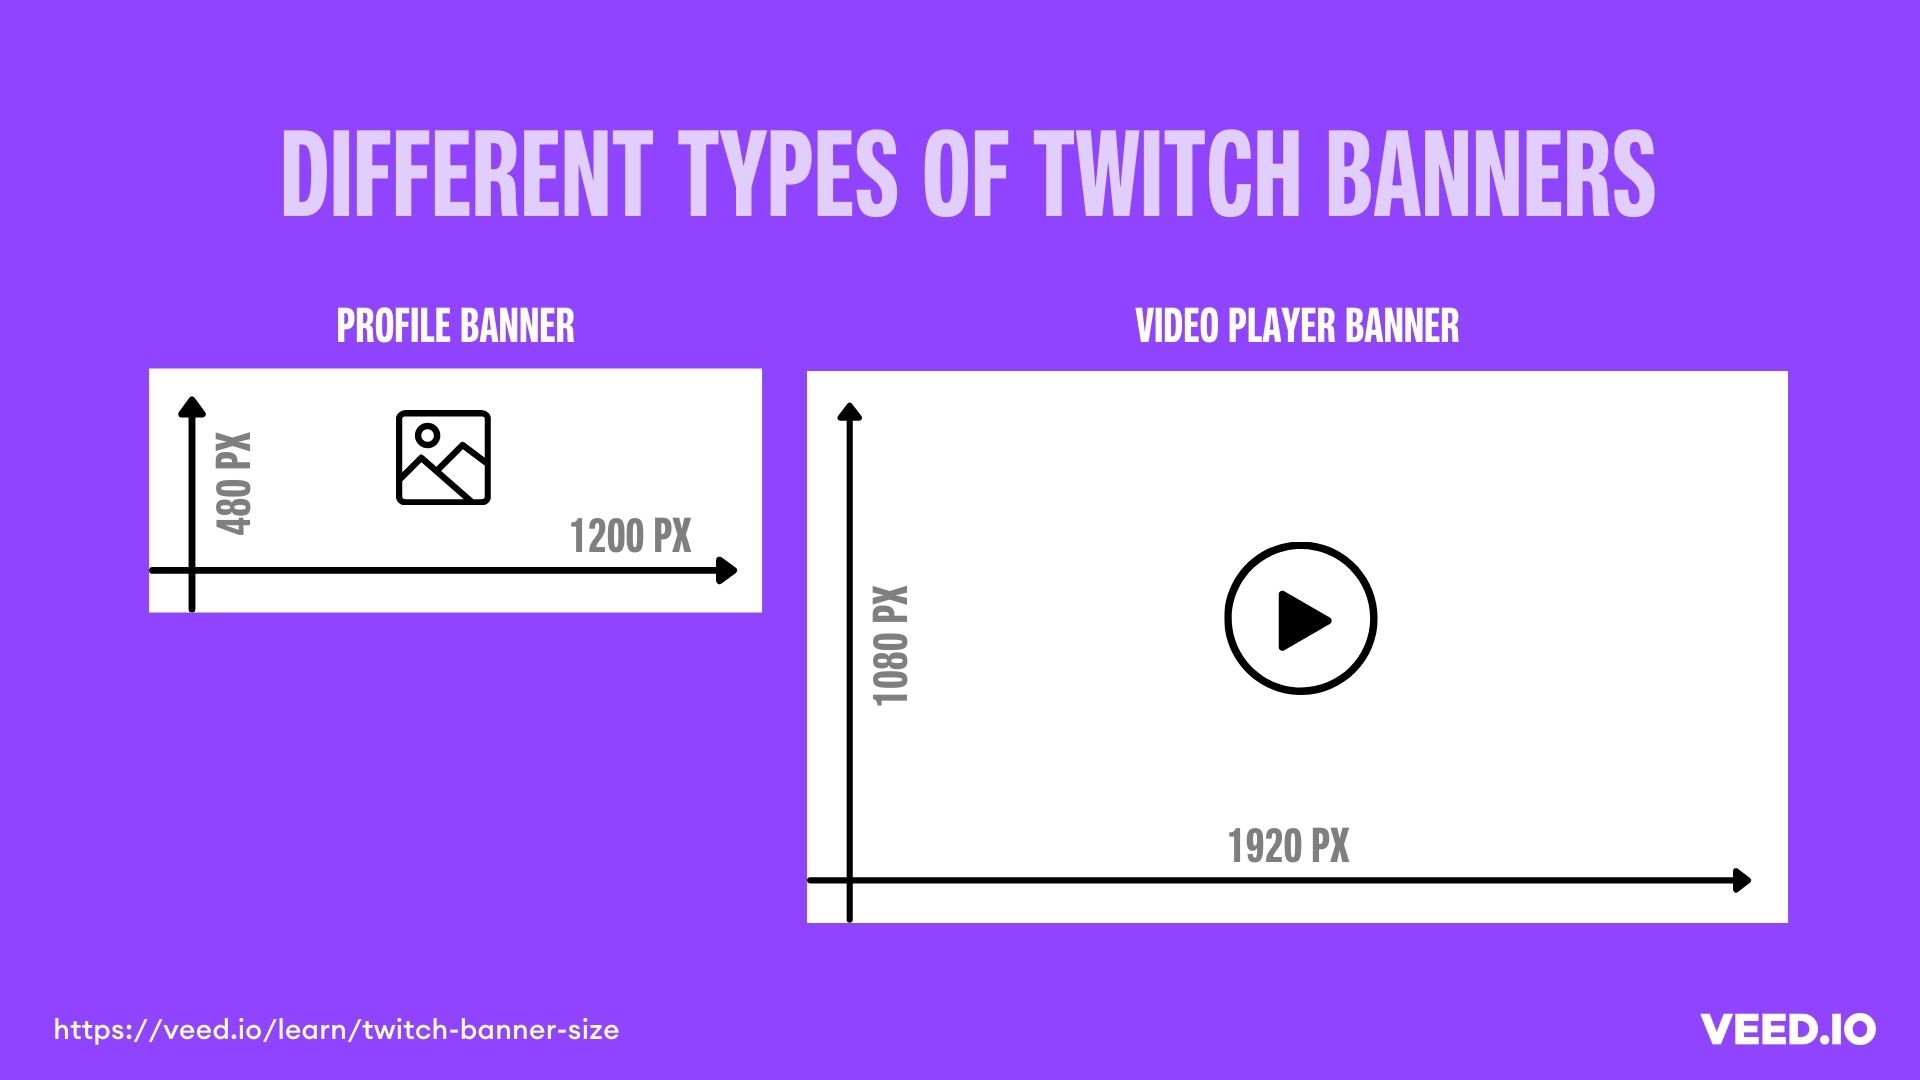 DIFFERENT TYPES OF TWITCH BANNERS
PROFILE BANNER
480 PX
1200 PX
VIDEO PLAYER BANNER
1080 PX
1920 PX
https://veed.io/learn/twitch-banner-size
VEED.IO